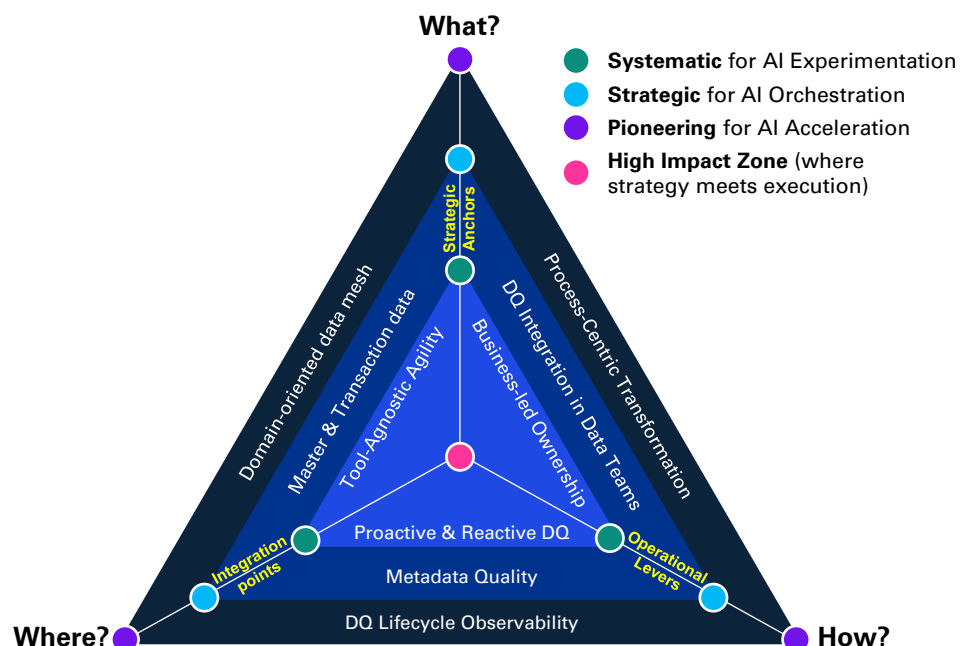 What?
Systematic for AI Experimentation
Strategic for AI Orchestration
Pioneering for AI Acceleration
High Impact Zone (where
strategy meets execution)
Strategic
Anchors
Domain-oriented data mesh
Master & Transaction data
Tool-Agnostic Agility
Business-led Ownership
DQ Integration in Data Teams
Process-Centric Transformation
Proactive & Reactive DQ
Integration
points
Operational
Levers
Metadata Quality
DQ Lifecycle Observability
Where?
How?